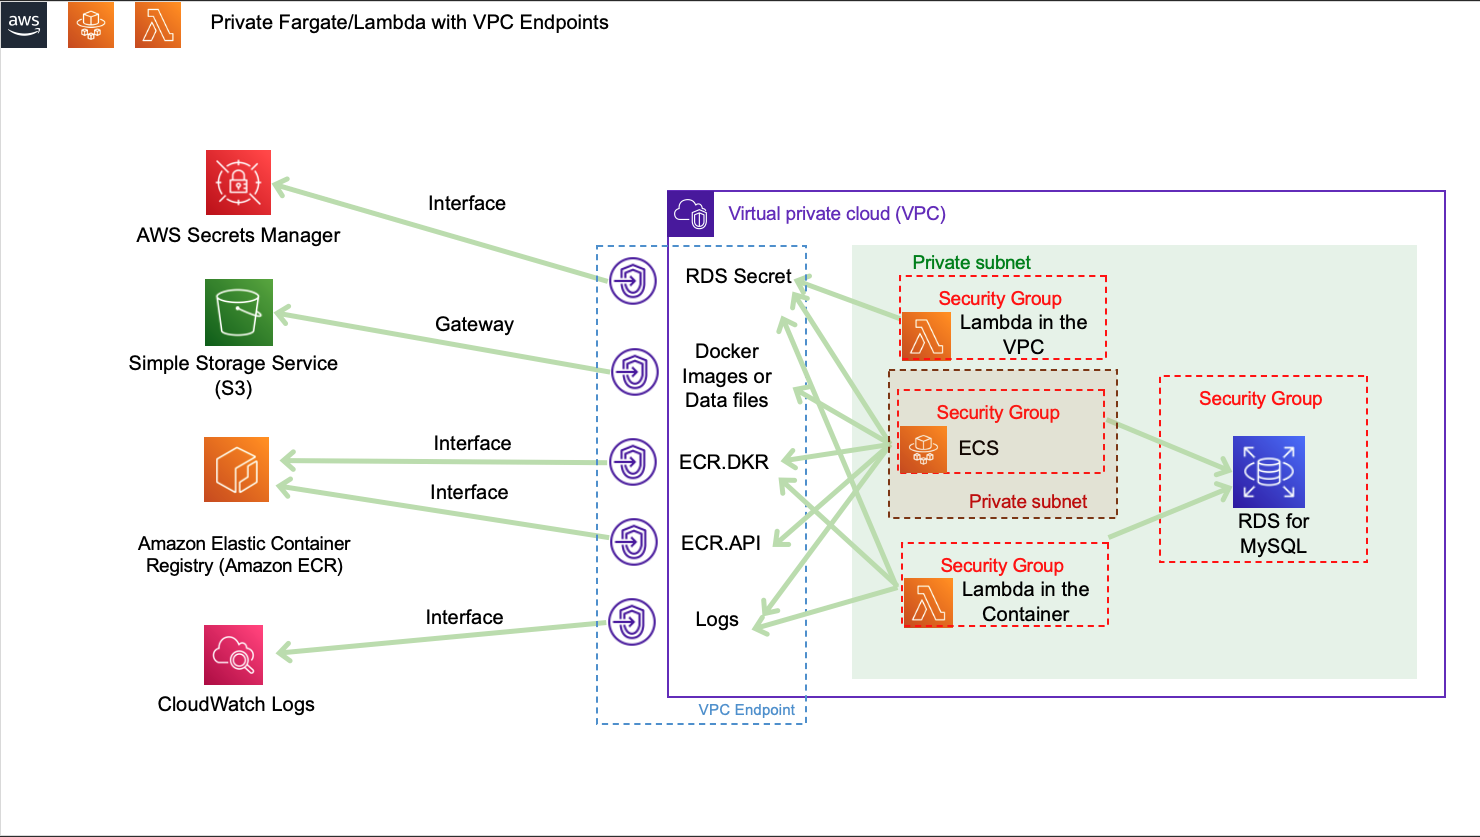 aws
Private Fargate/Lambda with VPC Endpoints
AWS Secrets Manager
Interface
Simple Storage Service
(S3)
Gateway
Interface
Interface
Amazon Elastic Container
Registry (Amazon ECR)
Interface
CloudWatch Logs
Virtual private cloud (VPC)
RDS Secret
Docker
Images or
Data files
ECR.DKR
ECR.API
Logs
VPC Endpoint
Private subnet
Security Group
Lambda in the
VPC
Security Group
ECS
Private subnet
Security Group
Lambda in the
Container
Security Group
RDS for
MySQL